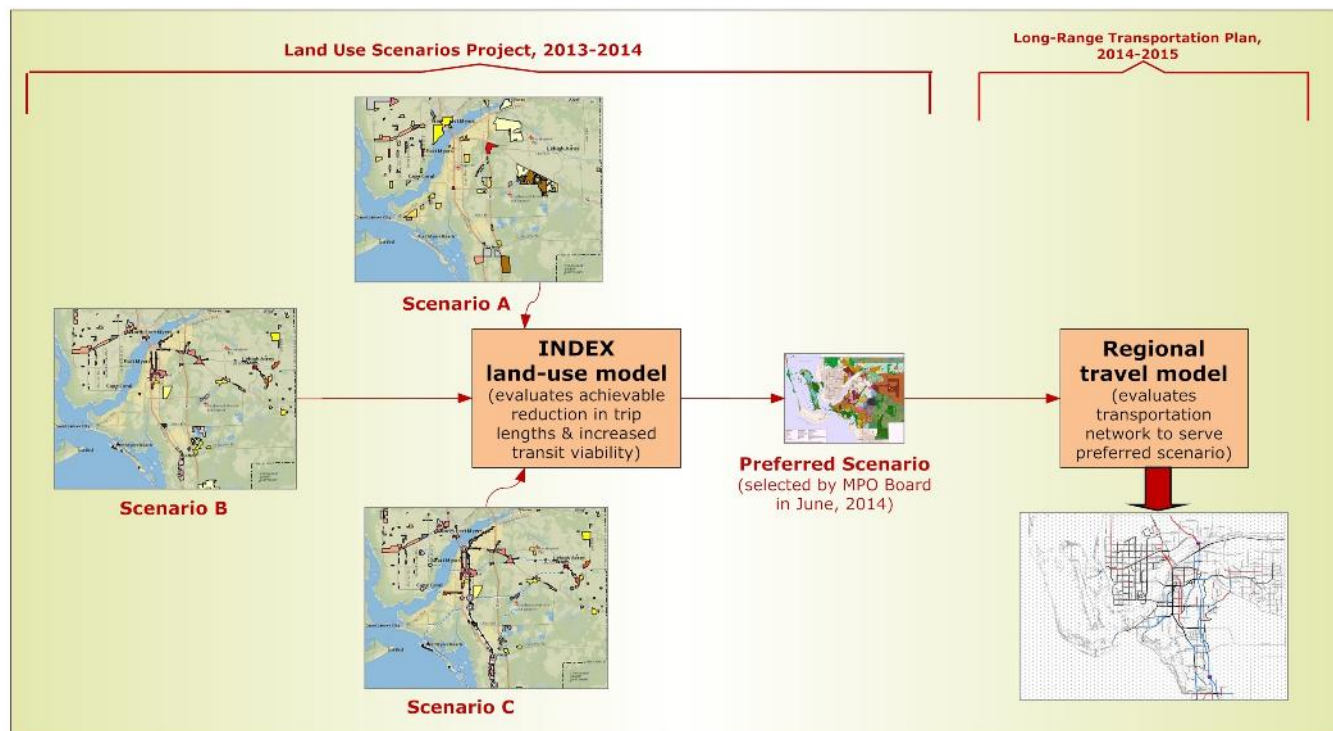 Land Use Scenarios Project, 2013-2014
Long-Range Transportation Plan,
2014-2015
Scenario A
Scenario B
INDEX
land-use model
(evaluates achievable
reduction in trip
lengths & increased
transit viability)
Preferred Scenario
(selected by MPO Board
in June, 2014)
Regional
travel model
(evaluates
transportation
network to serve
preferred scenario)
Scenario C